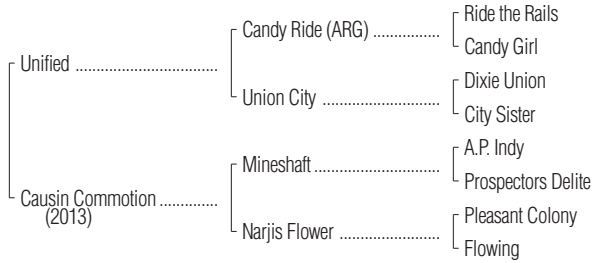 Ride the Rails
Candy Ride (ARG) ................
Candy Girl
Unified ..................................
Dixie Union
Union City ............................
City Sister
A.P. Indy
Mineshaft ..............................
Prospectors Delite
Causin Commotion ..............
(2013)
Pleasant Colony
Narjis Flower ........................
Flowing